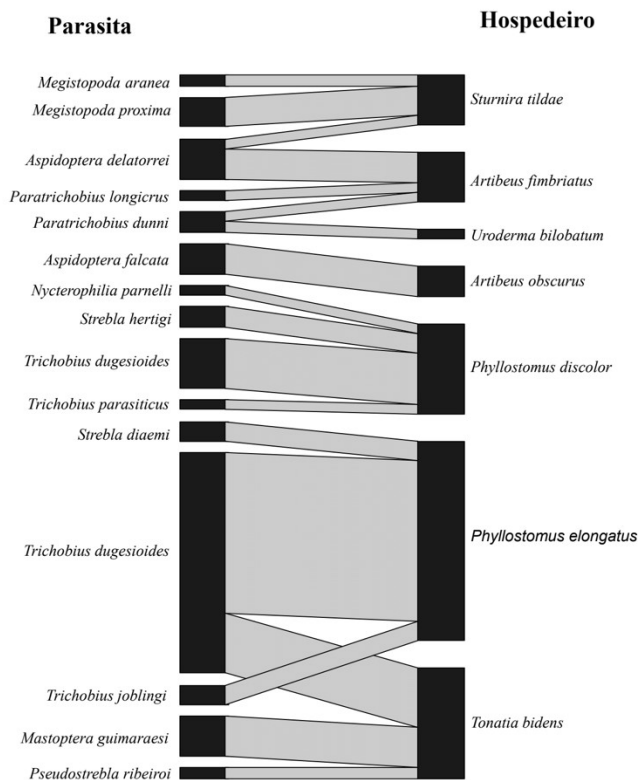 Parasita
Hospedeiro
Megistopoda aranea
Megistopoda proxima
Aspidoptera delatorrei
Paratrichobius longicrus
Paratrichobius dunni
Aspidoptera falcata
Nycterophilia parnelli
Strebla hertigi
Trichobius dugesioides
Trichobius parasiticus
Strebla diaemi
Trichobius dugesioides
Trichobius joblingi
Mastoptera guimaraesi
Pseudostrebla ribeiroi
Sturnira tildae
Artibeus fimbriatus
Uroderma bilobatum
Artibeus obscurus
Phyllostomus discolor
Phyllostomus elongatus
Tonatia bidens